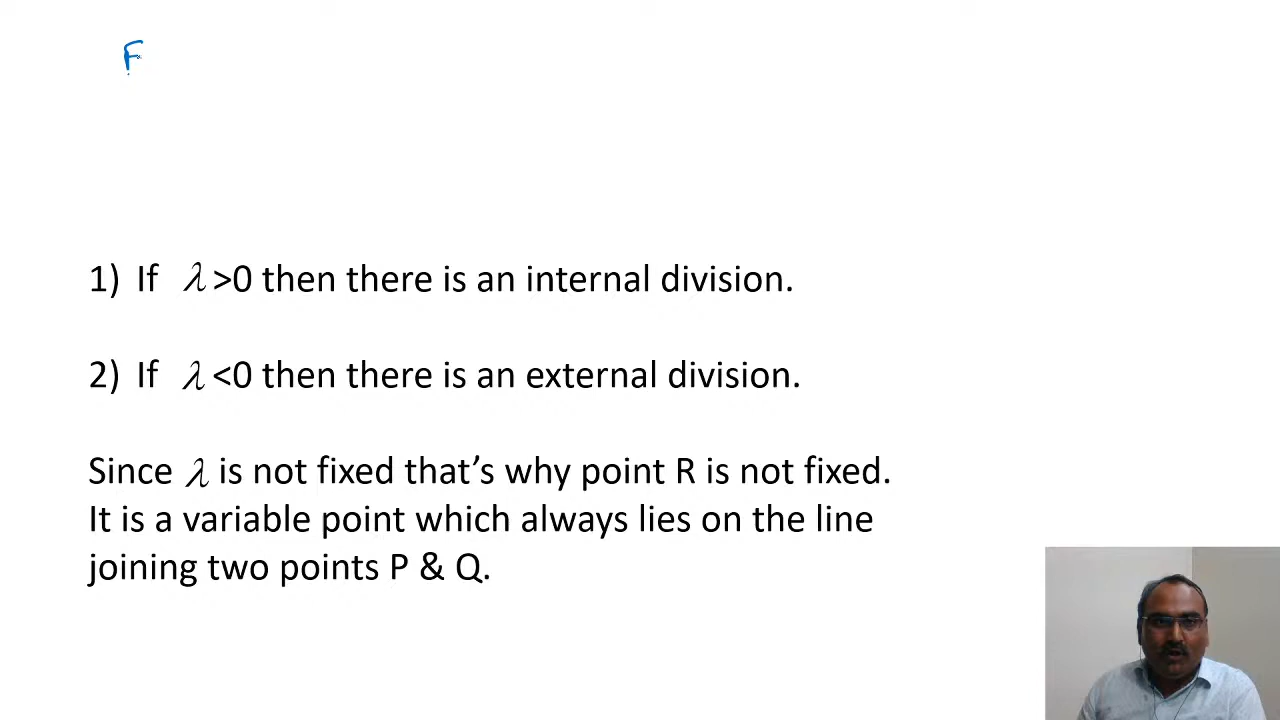 F
1) If λ >0 then there is an internal division.
2) If λ <0 then there is an external division.
Since λ is not fixed that’s why point R is not fixed.
It is a variable point which always lies on the line
joining two points P & Q.